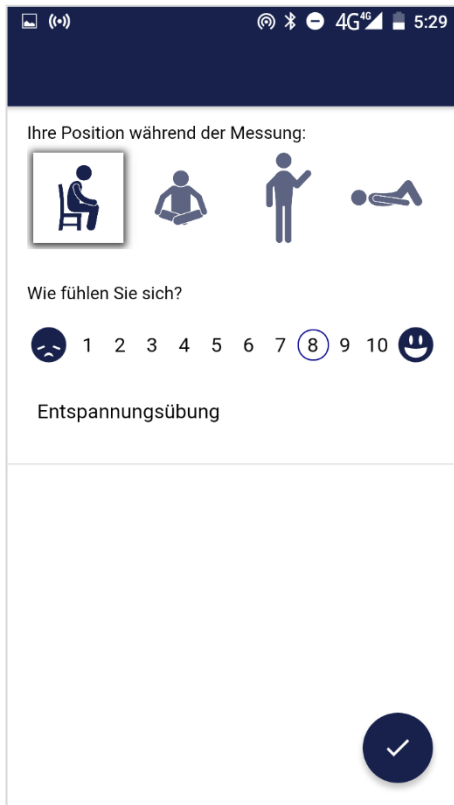 4G 4G 5:29
Ihre Position während der Messung:
Wie fühlen Sie sich?
1 2 3 4 5 6 7 8 9 10
Entspannungsübung